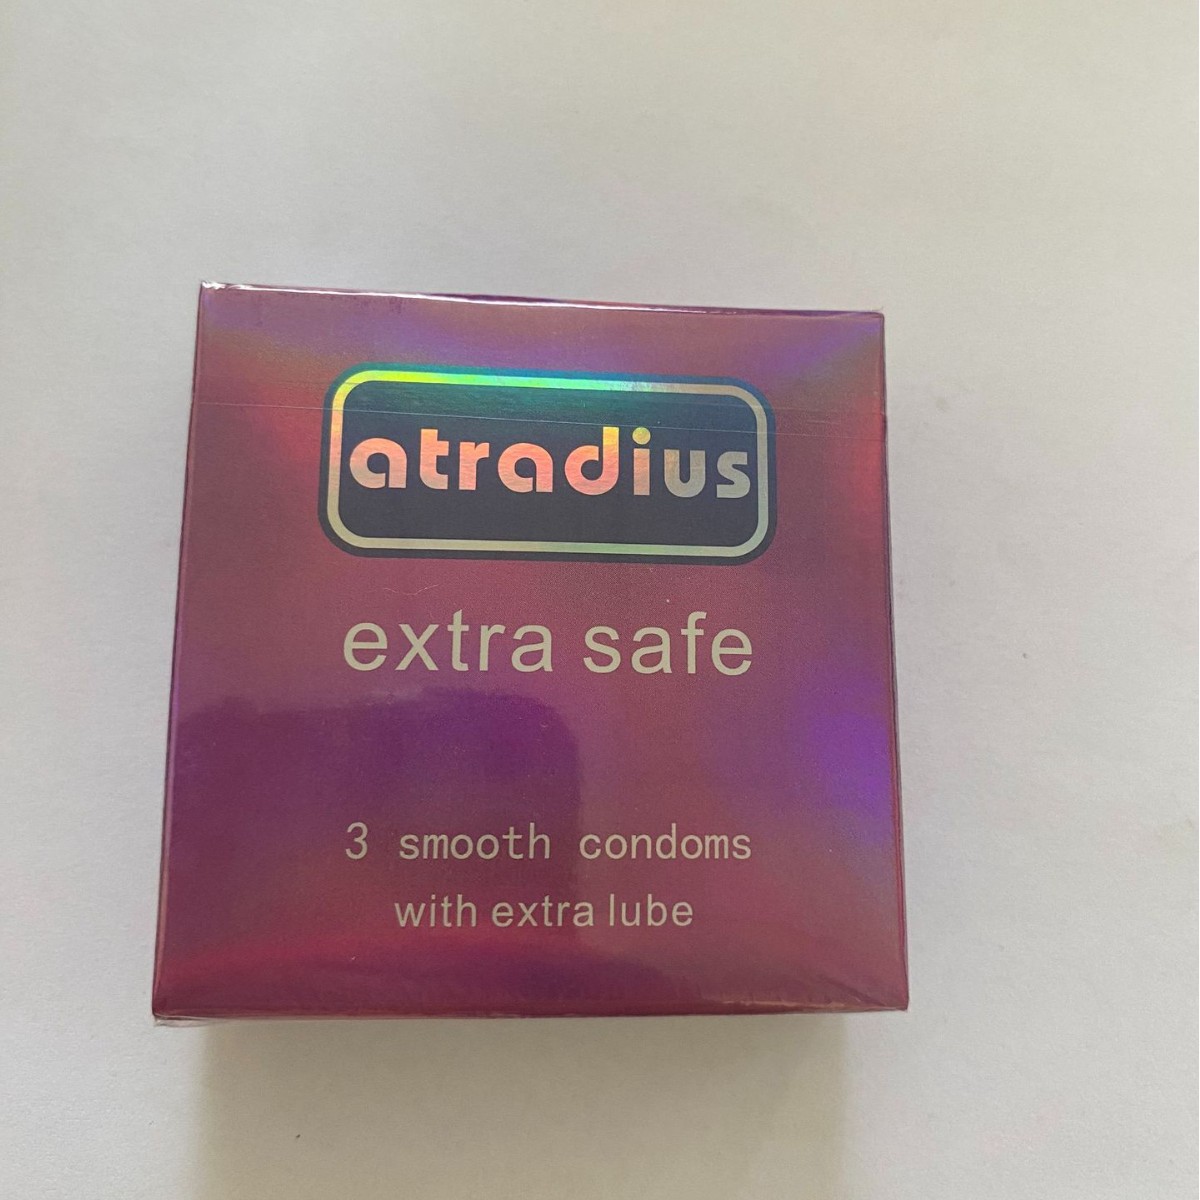 atradius
extra safe
3 smooth condoms
with extra lube